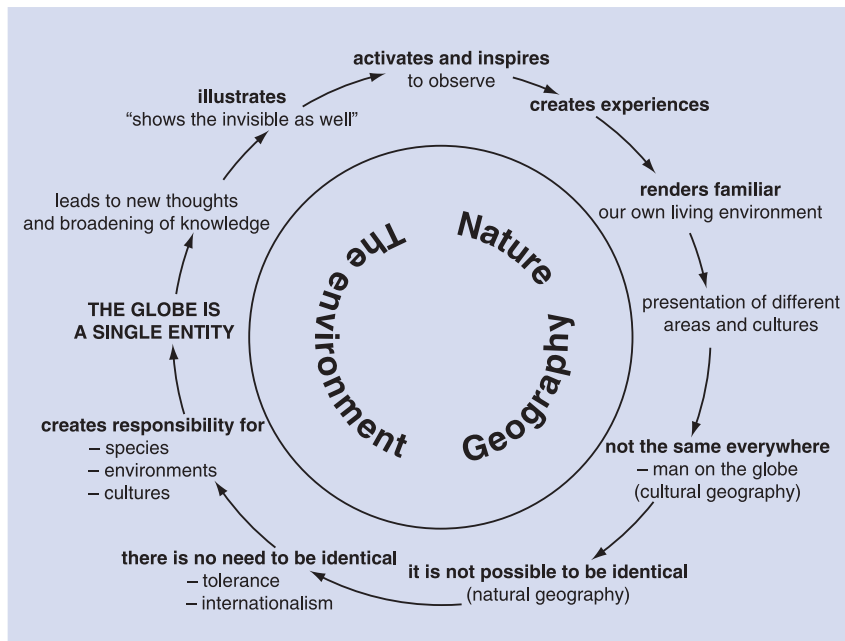 activates and inspires
to observe
creates experiences
renders familiar
our own living environment
presentation of different
areas and cultures
not the same everywhere
– man on the globe
(cultural geography)
it is not possible to be identical
(natural geography)
there is no need to be identical
– tolerance
– internationalism
creates responsibility for
– species
– environments
– cultures
THE GLOBE IS
A SINGLE ENTITY
leads to new thoughts
and broadening of knowledge
illustrates
“shows the invisible as well”
Nature
Geography
The environment